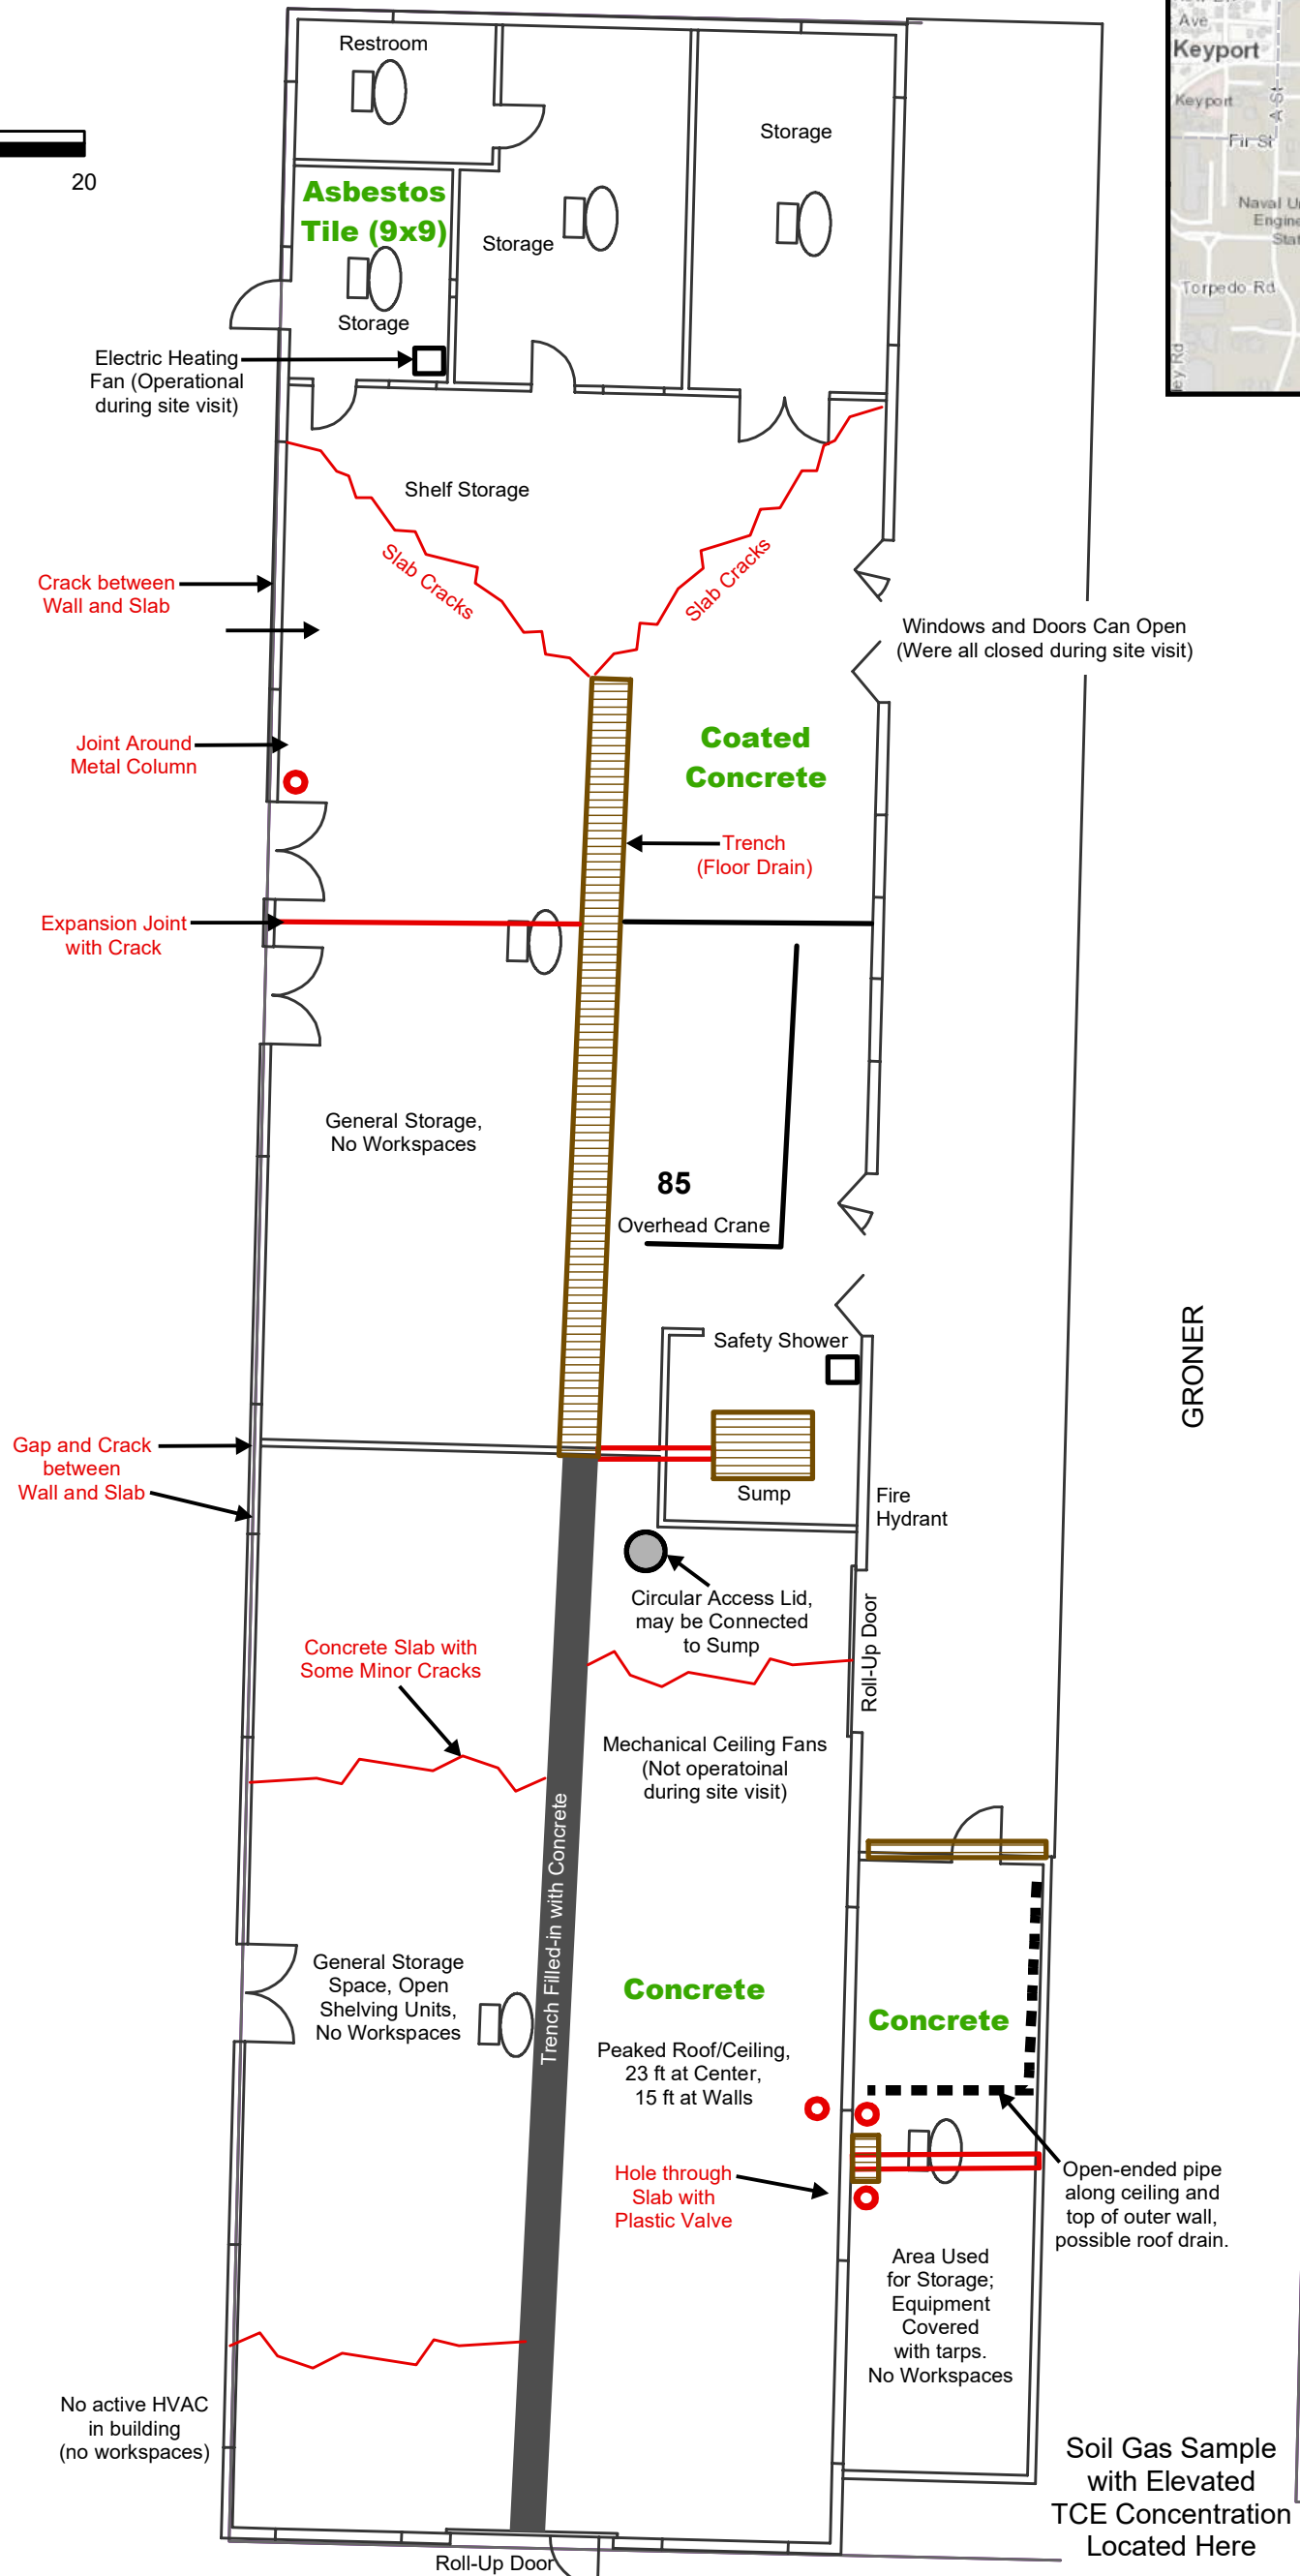 Restroom
Storage
Asbestos
Tile (9x9)
Storage
Storage
20
Electric Heating
Fan (Operational
during site visit)
Ave
Keyport
Keyport
A-St
Fir St
Naval U
Engine
Stat
Torpedo Rd
ey Rd
Shelf Storage
Slab Cracks
Slab Cracks
Crack between
Wall and Slab
Windows and Doors Can Open
(Were all closed during site visit)
Joint Around
Metal Column
Coated
Concrete
Trench
(Floor Drain)
Expansion Joint
with Crack
General Storage,
No Workspaces
85
Overhead Crane
Safety Shower
GRONER
Gap and Crack
between
Wall and Slab
Sump
Fire
Hydrant
Circular Access Lid,
may be Connected
to Sump
Roll-Up Door
Concrete Slab with
Some Minor Cracks
Mechanical Ceiling Fans
(Not operatoinal
during site visit)
Trench Filled-in with Concrete
General Storage
Space, Open
Shelving Units,
No Workspaces
Concrete
Concrete
Peaked Roof/Ceiling,
23 ft at Center,
15 ft at Walls
Hole through
Slab with
Plastic Valve
Open-ended pipe
along ceiling and
top of outer wall,
possible roof drain.
Area Used
for Storage;
Equipment
Covered
with tarps.
No Workspaces
No active HVAC
in building
(no workspaces)
Soil Gas Sample
with Elevated
TCE Concentration
Located Here
Roll-Up Door